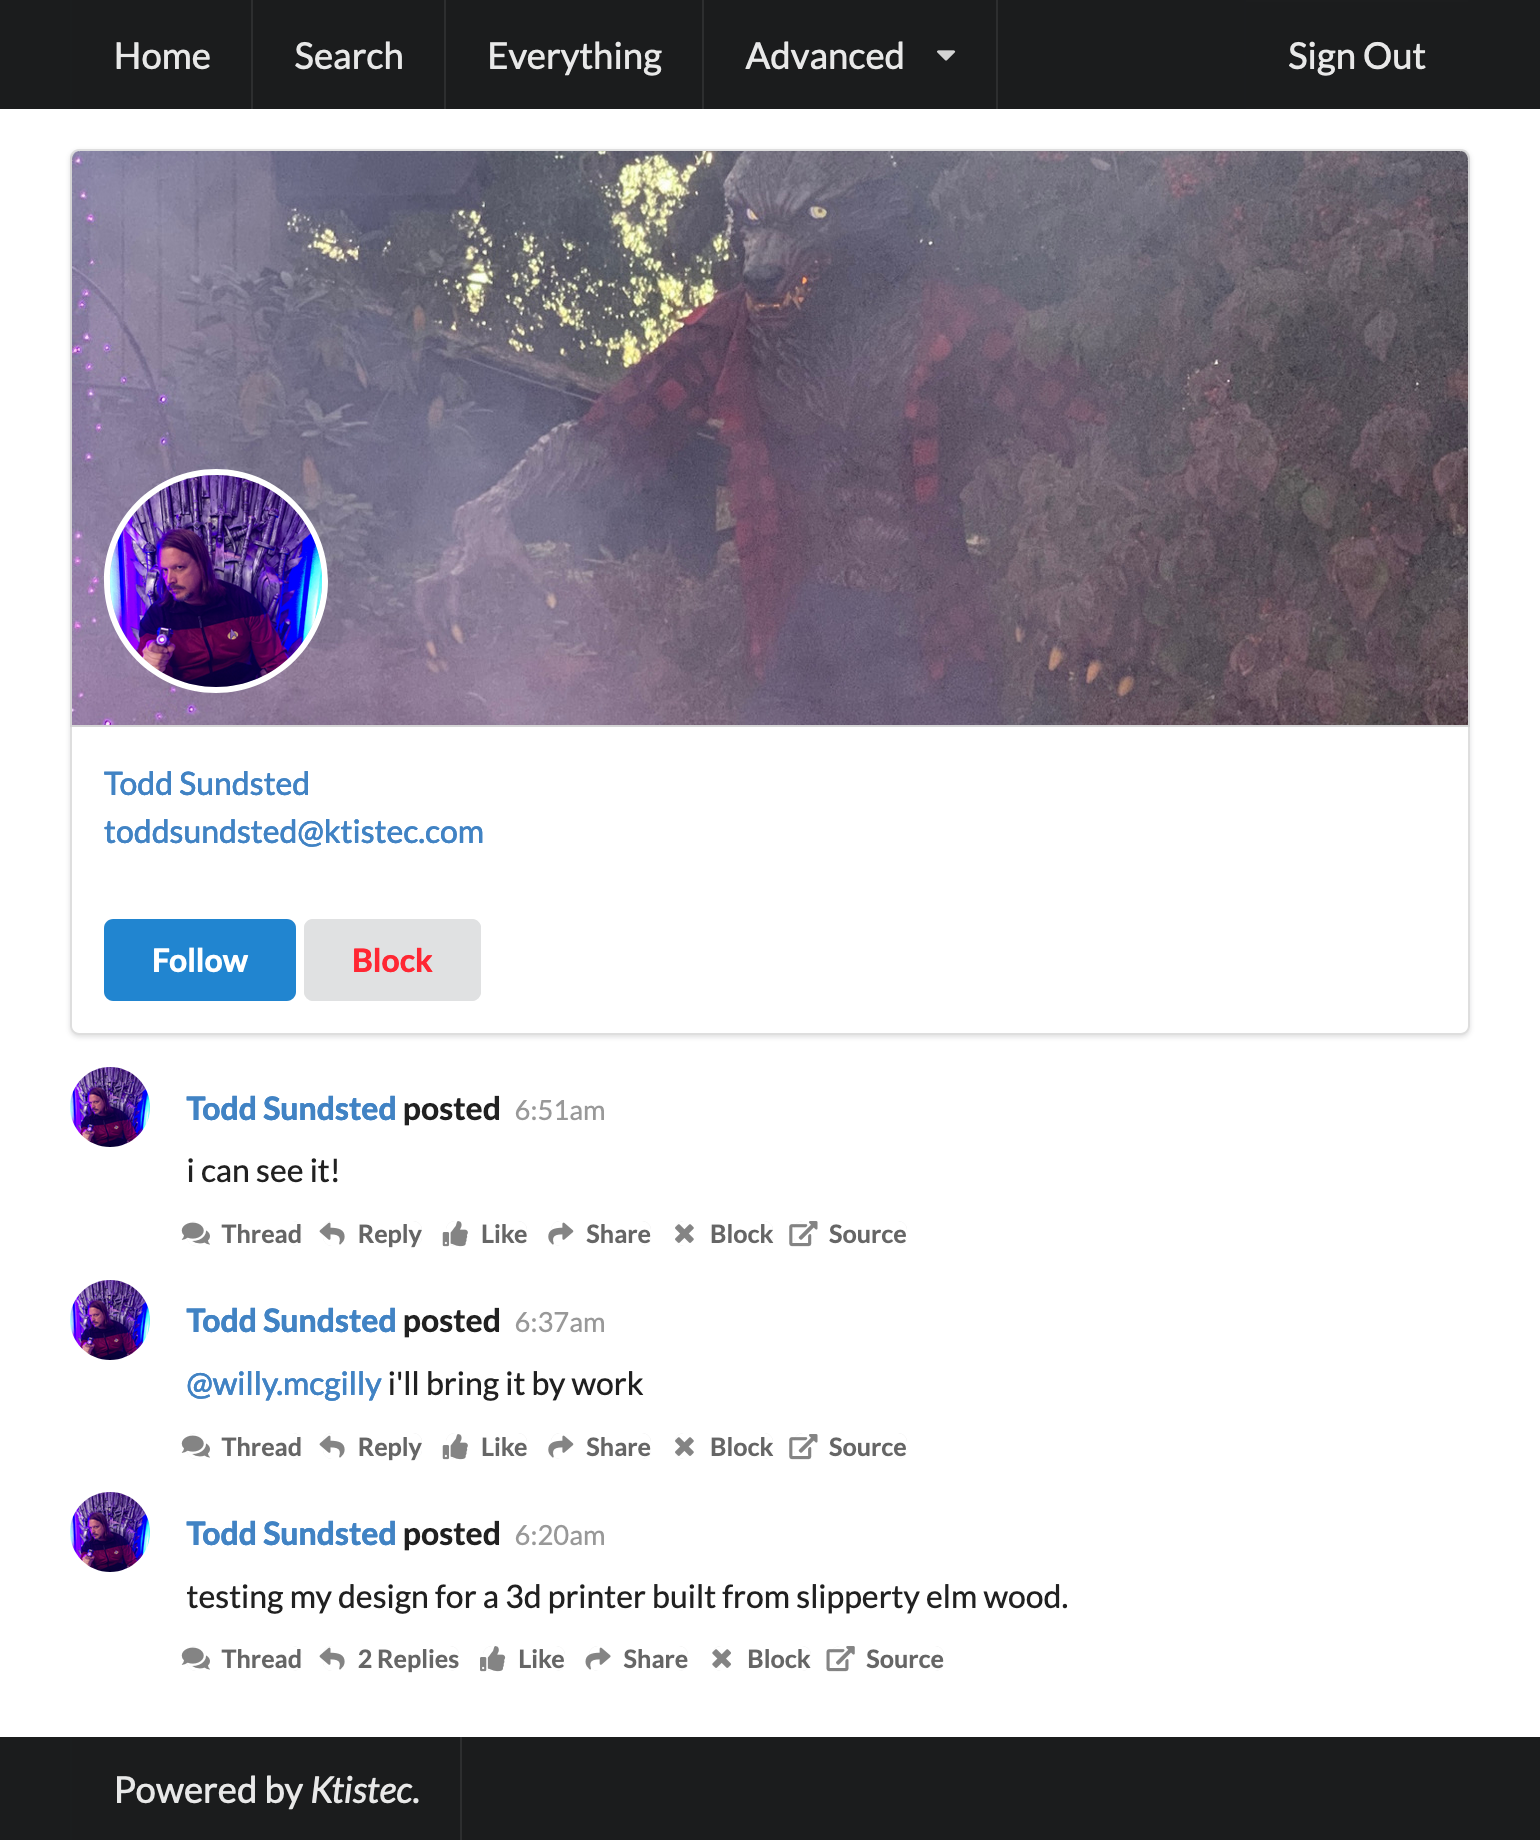 Home Search Everything Advanced Sign Out
Todd Sundsted
toddsundsted@ktistec.com
Follow Block
Todd Sundsted posted 6:51am
i can see it!
Thread Reply Like Share Block Source
Todd Sundsted posted 6:37am
@willy.mcgilly i'll bring it by work
Thread Reply Like Share Block Source
Todd Sundsted posted 6:20am
testing my design for a 3d printer built from slipperty elm wood.
Thread 2 Replies Like Share Block Source
Powered by Ktistec.